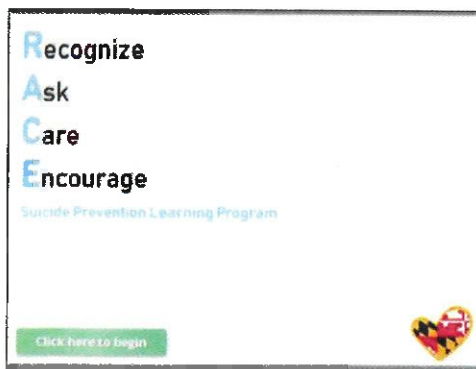 Recognize
Ask
Care
Encourage
Suicide Prevention Learning Program
Click here to begin